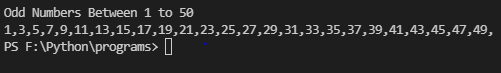 Odd Numbers Between 1 to 50
1,3,5,7,9,11,13,15,17,19,21,23,25,27,29,31,33,35,37,39,41,43,45,47,49,
PS F:\Python\programs>